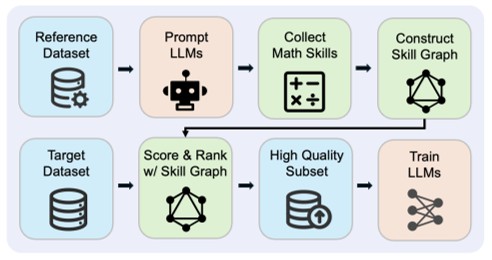 Reference
Dataset
Prompt
LLMs
Collect
Math Skills
Construct
Skill Graph
Target
Dataset
Score & Rank
w/ Skill Graph
High Quality
Subset
Train
LLMs